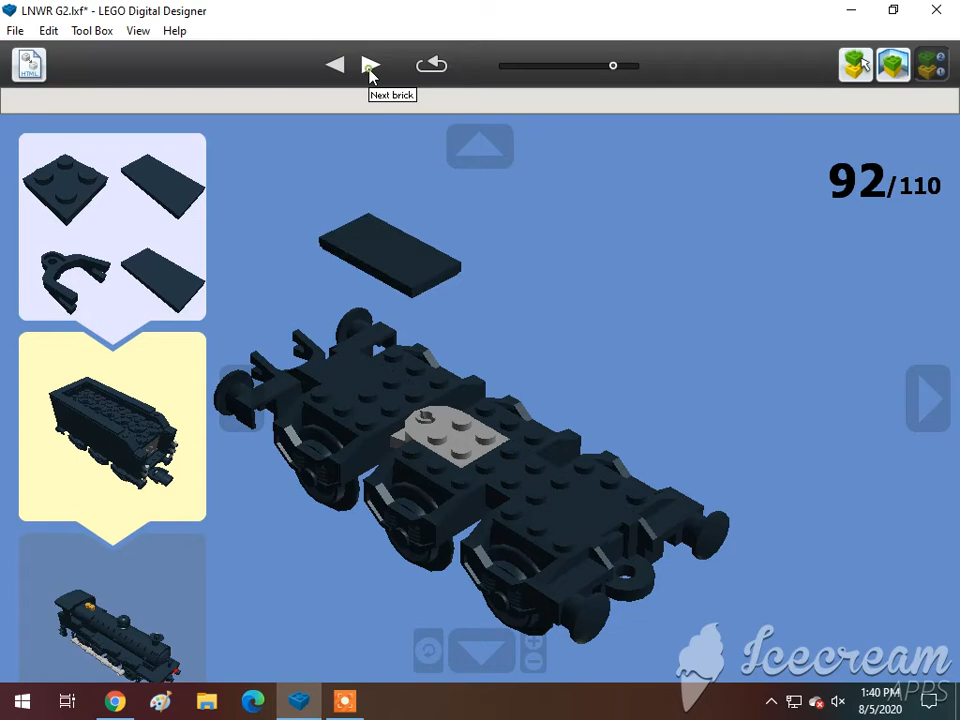 LNWR G2.lxf* - LEGO Digital Designer
File Edit Tool Box View Help
HTML
Next brick.
92/110
Icecream
APPS
1:40 PM
8/5/2020